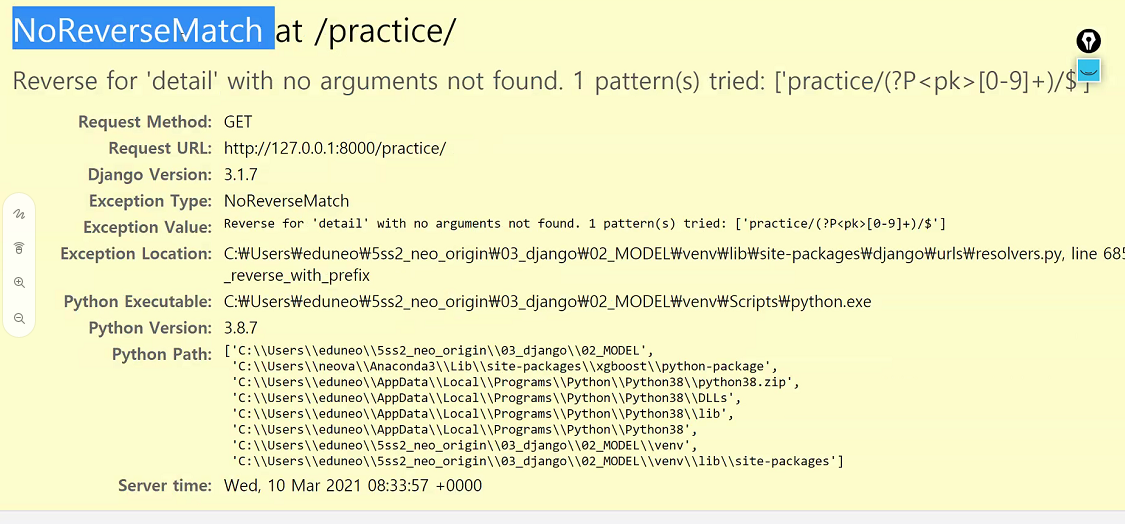 NoReverseMatch at /practice/
Reverse for 'detail' with no arguments not found. 1 pattern(s) tried: ['practice/(?P<pk>[0-9]+)/$']
Request Method: GET
Request URL: http://127.0.0.1:8000/practice/
Django Version: 3.1.7
Exception Type: NoReverseMatch
Exception Value: Reverse for 'detail' with no arguments not found. 1 pattern(s) tried: ['practice/(?P<pk>[0-9]+)/$']
Exception Location: C:₩Users₩eduneo₩5ss2_neo_origin₩03_django₩02_MODEL₩venv₩lib₩site-packages₩django₩urls₩resolvers.py, line 685
_reverse_with_prefix
Python Executable: C:₩Users₩eduneo₩5ss2_neo_origin₩03_django₩02_MODEL₩venv₩Scripts₩python.exe
Python Version: 3.8.7
Python Path: ['C:\\Users\\eduneo\\5ss2_neo_origin\\03_django\\02_MODEL',
'C:\\Users\\neova\\Anaconda3\\Lib\\site-packages\\xgboost\\python-package',
'C:\\Users\\eduneo\\AppData\\Local\\Programs\\Python\\Python38\\python38.zip',
'C:\\Users\\eduneo\\AppData\\Local\\Programs\\Python\\Python38\\DLLs',
'C:\\Users\\eduneo\\AppData\\Local\\Programs\\Python\\Python38\\lib',
'C:\\Users\\eduneo\\AppData\\Local\\Programs\\Python\\Python38',
'C:\\Users\\eduneo\\5ss2_neo_origin\\03_django\\02_MODEL\\venv',
'C:\\Users\\eduneo\\5ss2_neo_origin\\03_django\\02_MODEL\\venv\\lib\\site-packages']
Server time: Wed, 10 Mar 2021 08:33:57 +0000